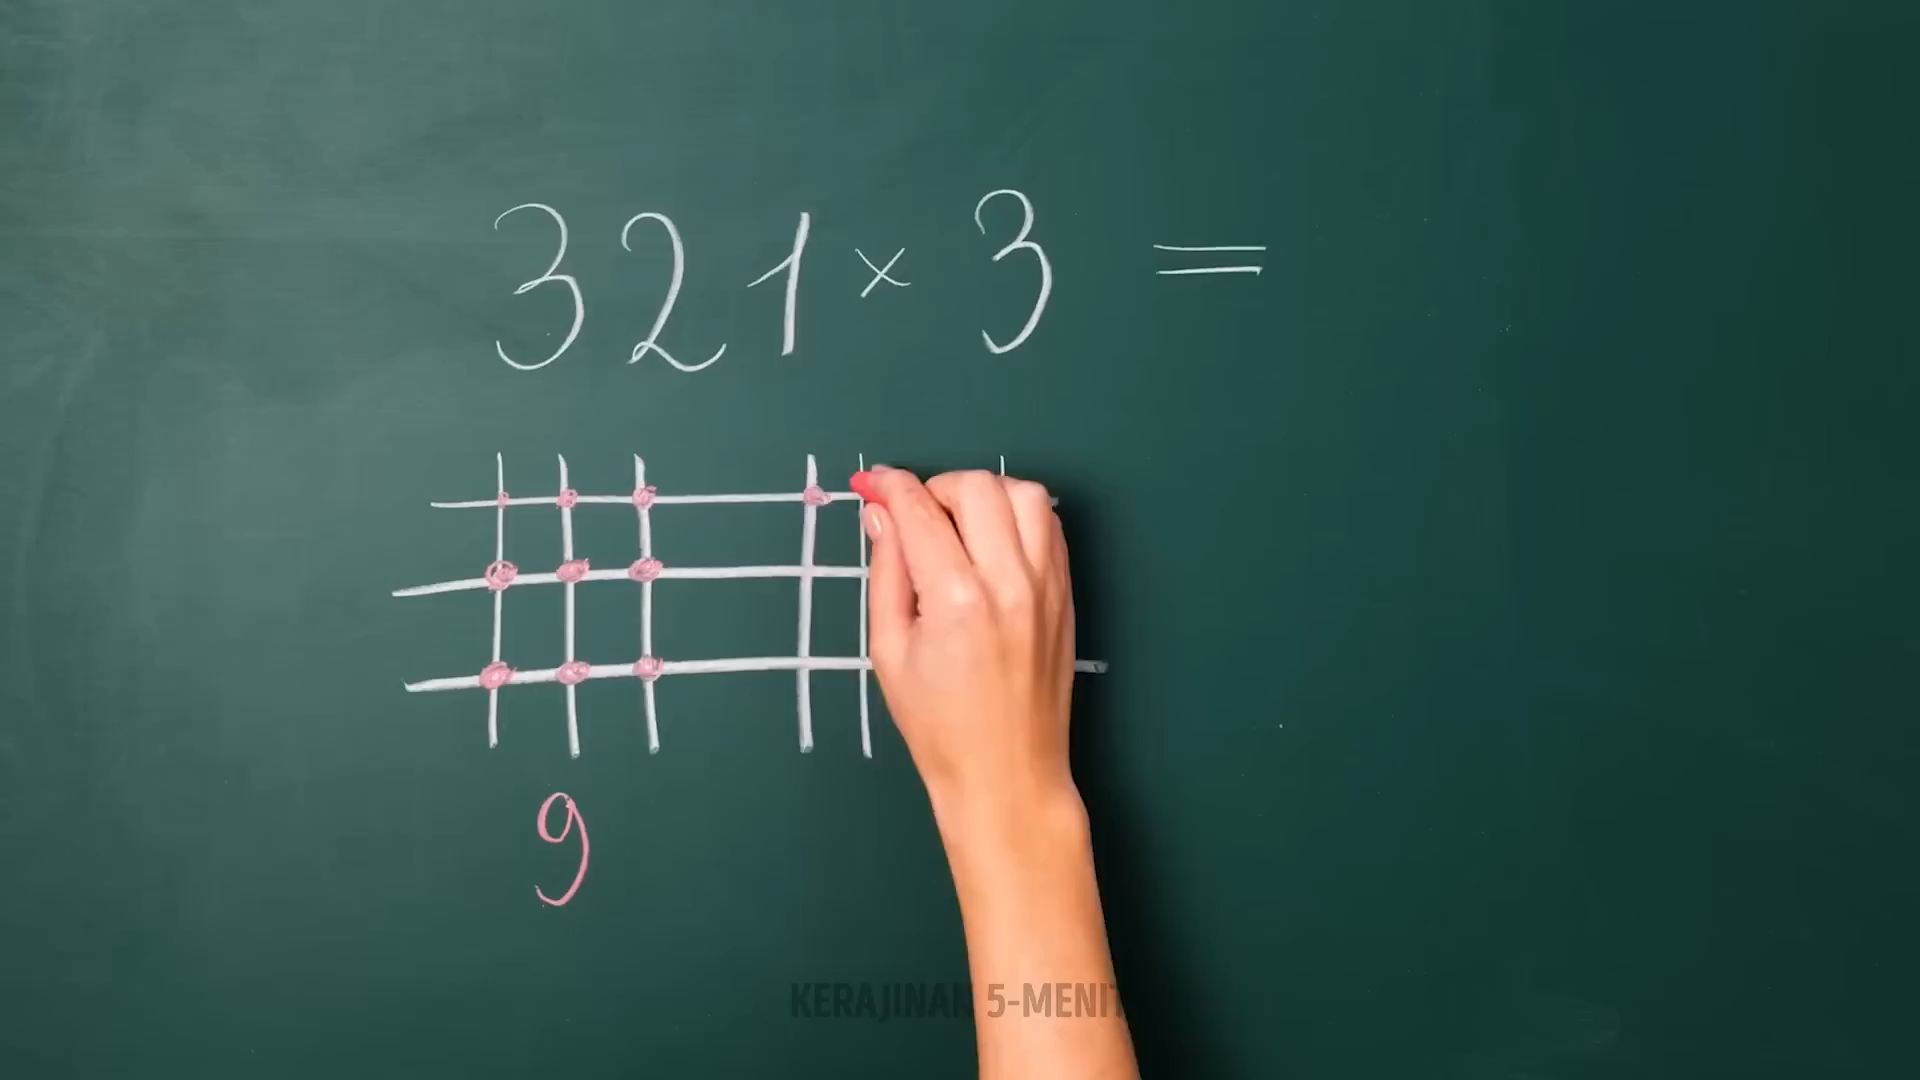 321 × 3 =
9
KERAJINAN 5-MENIT